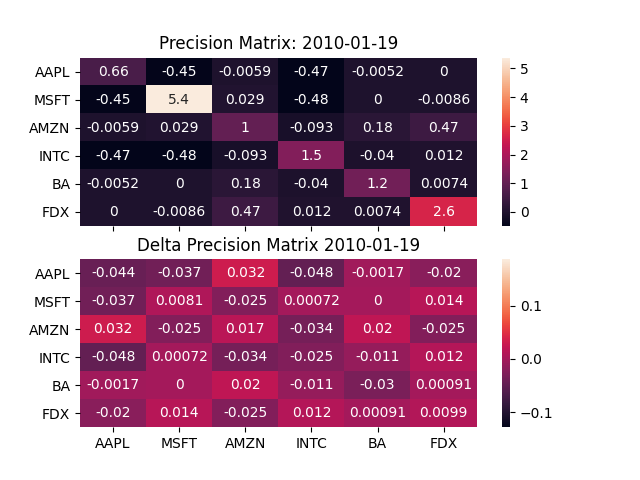 Precision Matrix: 2010-01-19
AAPL 0.66 -0.45 -0.0059 -0.47 -0.0052 0
MSFT -0.45 5.4 0.029 -0.48 0 -0.0086
AMZN -0.0059 0.029 1 -0.093 0.18 0.47
INTC -0.47 -0.48 -0.093 1.5 -0.04 0.012
BA -0.0052 0 0.18 -0.04 1.2 0.0074
FDX 0 -0.0086 0.47 0.012 0.0074 2.6
5
4
3
2
1
0
Delta Precision Matrix 2010-01-19
AAPL -0.044 -0.037 0.032 -0.048 -0.0017 -0.02
MSFT -0.037 0.0081 -0.025 0.00072 0 0.014
AMZN 0.032 -0.025 0.017 -0.034 0.02 -0.025
INTC -0.048 0.00072 -0.034 -0.025 -0.011 0.012
BA -0.0017 0 0.02 -0.011 -0.03 0.00091
FDX -0.02 0.014 -0.025 0.012 0.00091 0.0099
AAPL MSFT AMZN INTC BA FDX
0.1
0.0
−0.1